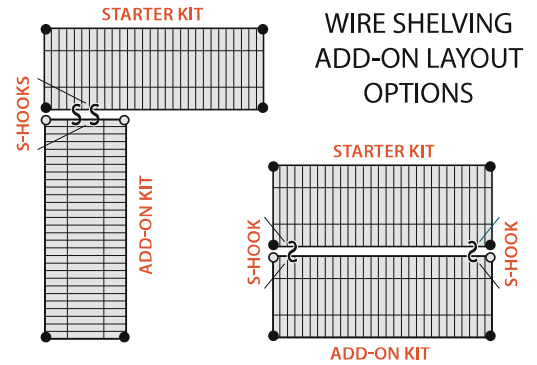 STARTER KIT
WIRE SHELVING
ADD-ON LAYOUT
OPTIONS
S-HOOKS
ADD-ON KIT
STARTER KIT
S-HOOK
S-HOOK
ADD-ON KIT